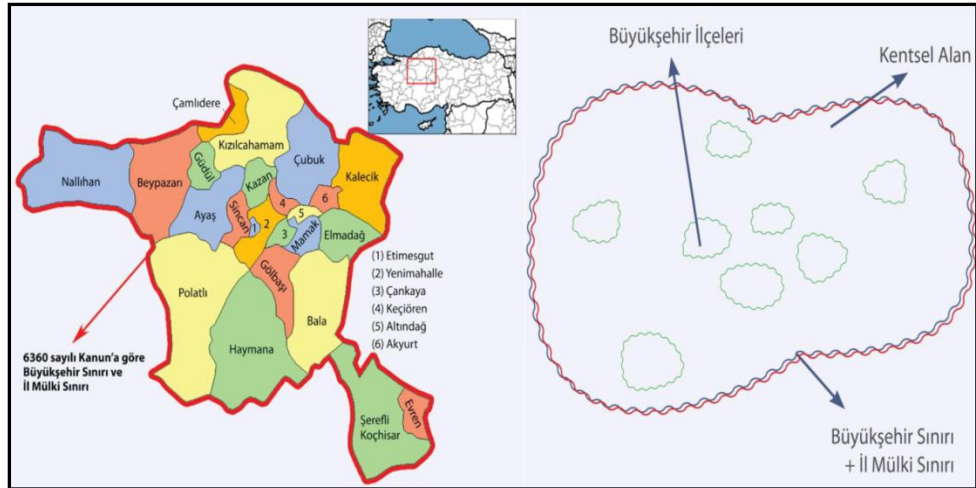 Çamlıdere
Kızılcahamam
Çubuk
Kalecik
Nallıhan
Beypazarı
Güdül
Kazan
Ayaş
Sincan
1
2
3
4
5
6
Mamak
Elmadağ
Gölbaşı
Polatlı
Haymana
Bala
Şerefli
Koçhisar
Evren
(1) Etimesgut
(2) Yenimahalle
(3) Çankaya
(4) Keçiören
(5) Altındağ
(6) Akyurt
6360 sayılı Kanun'a göre
Büyükşehir Sınırı ve
İl Mülki Sınırı
Büyükşehir İlçeleri
Kentsel Alan
Büyükşehir Sınırı
+ İl Mülki Sınırı